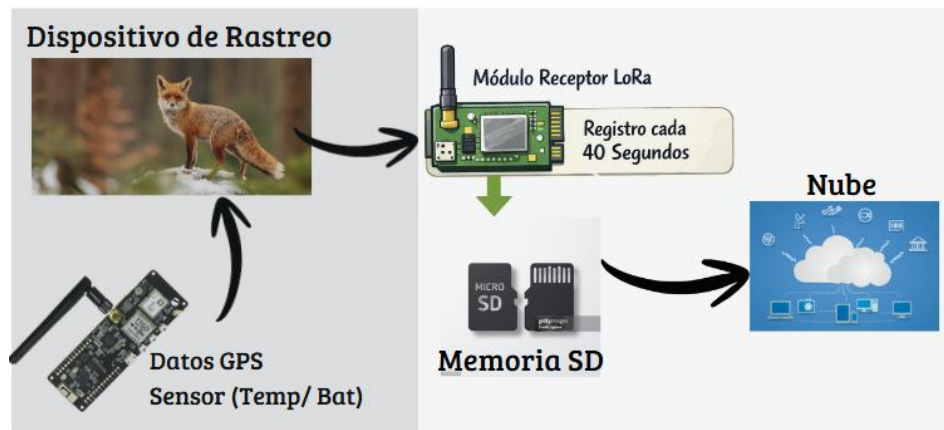 Dispositivo de Rastreo
Módulo Receptor LoRa
Registro cada
40 Segundos
Nube
MICRO
SD
Memoria SD
Datos GPS
Sensor (Temp/ Bat)